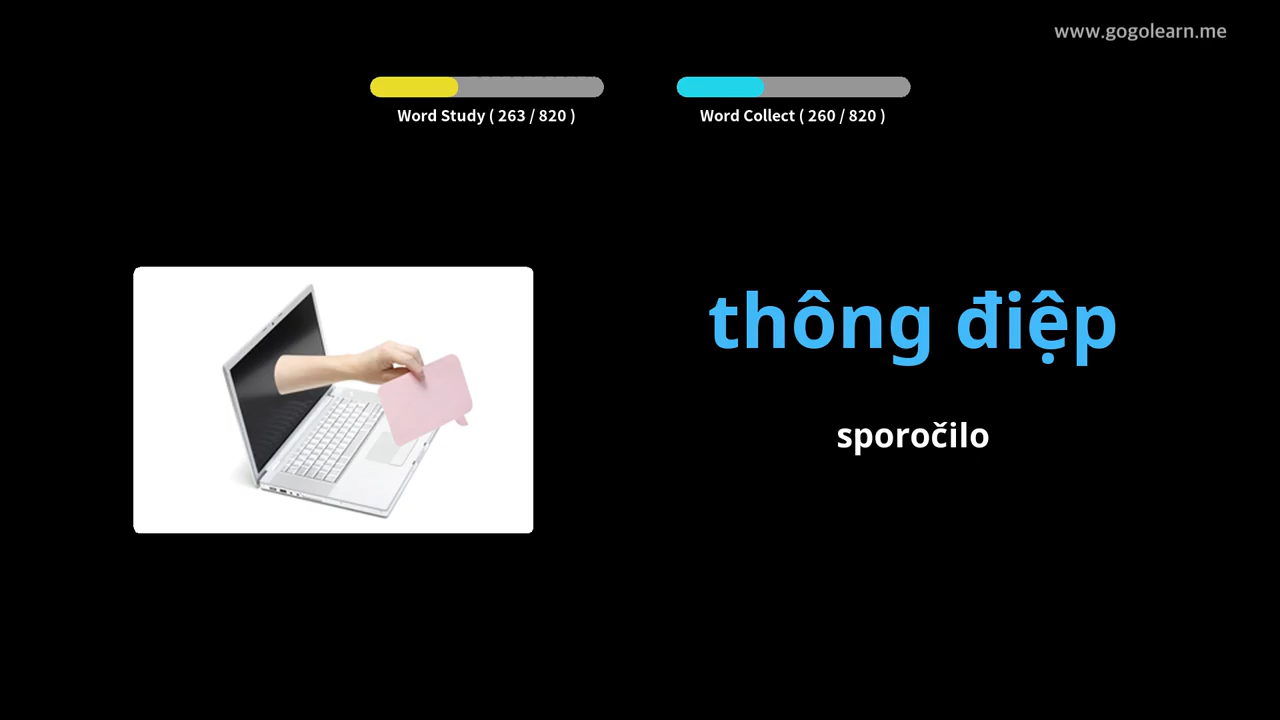 www.gogolearn.me
Word Study ( 263 / 820 )
Word Collect ( 260 / 820 )
thông điệp
sporočilo